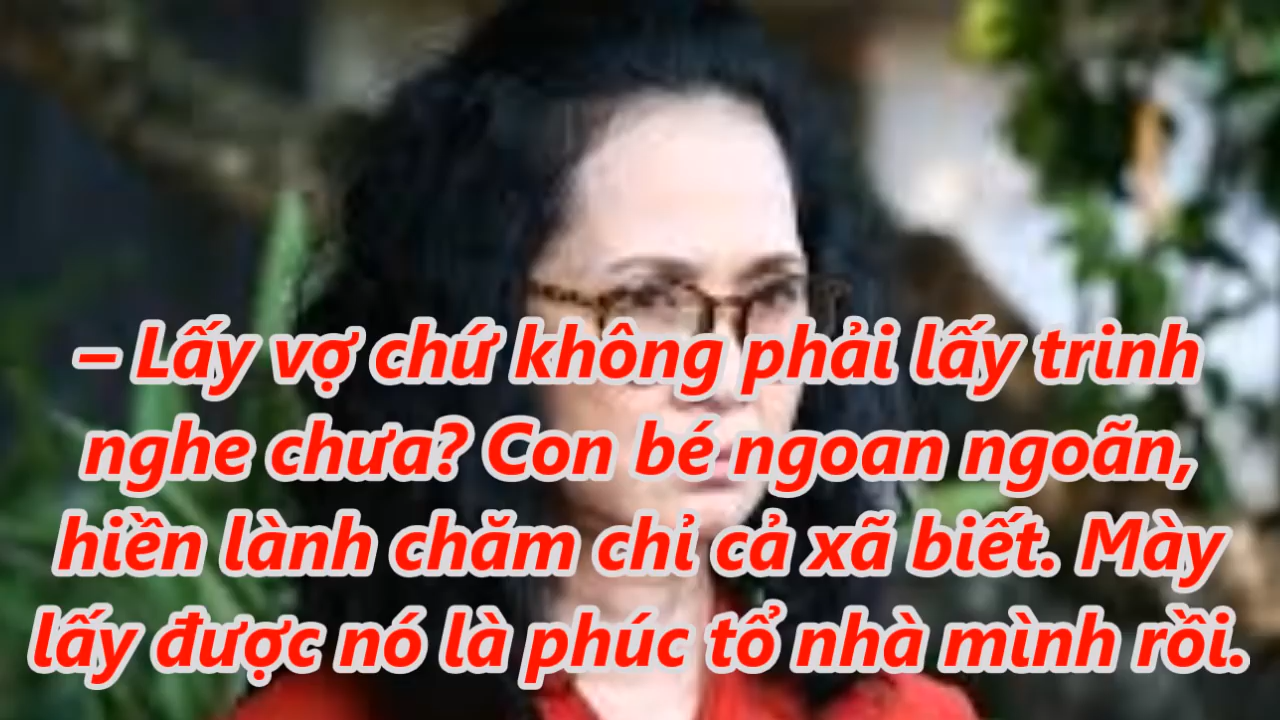 – Lấy vợ chứ không phải lấy trinh
nghe chưa? Con bé ngoan ngoãn,
hiền lành chăm chỉ cả xã biết. Mày
lấy được nó là phúc tổ nhà mình rồi.